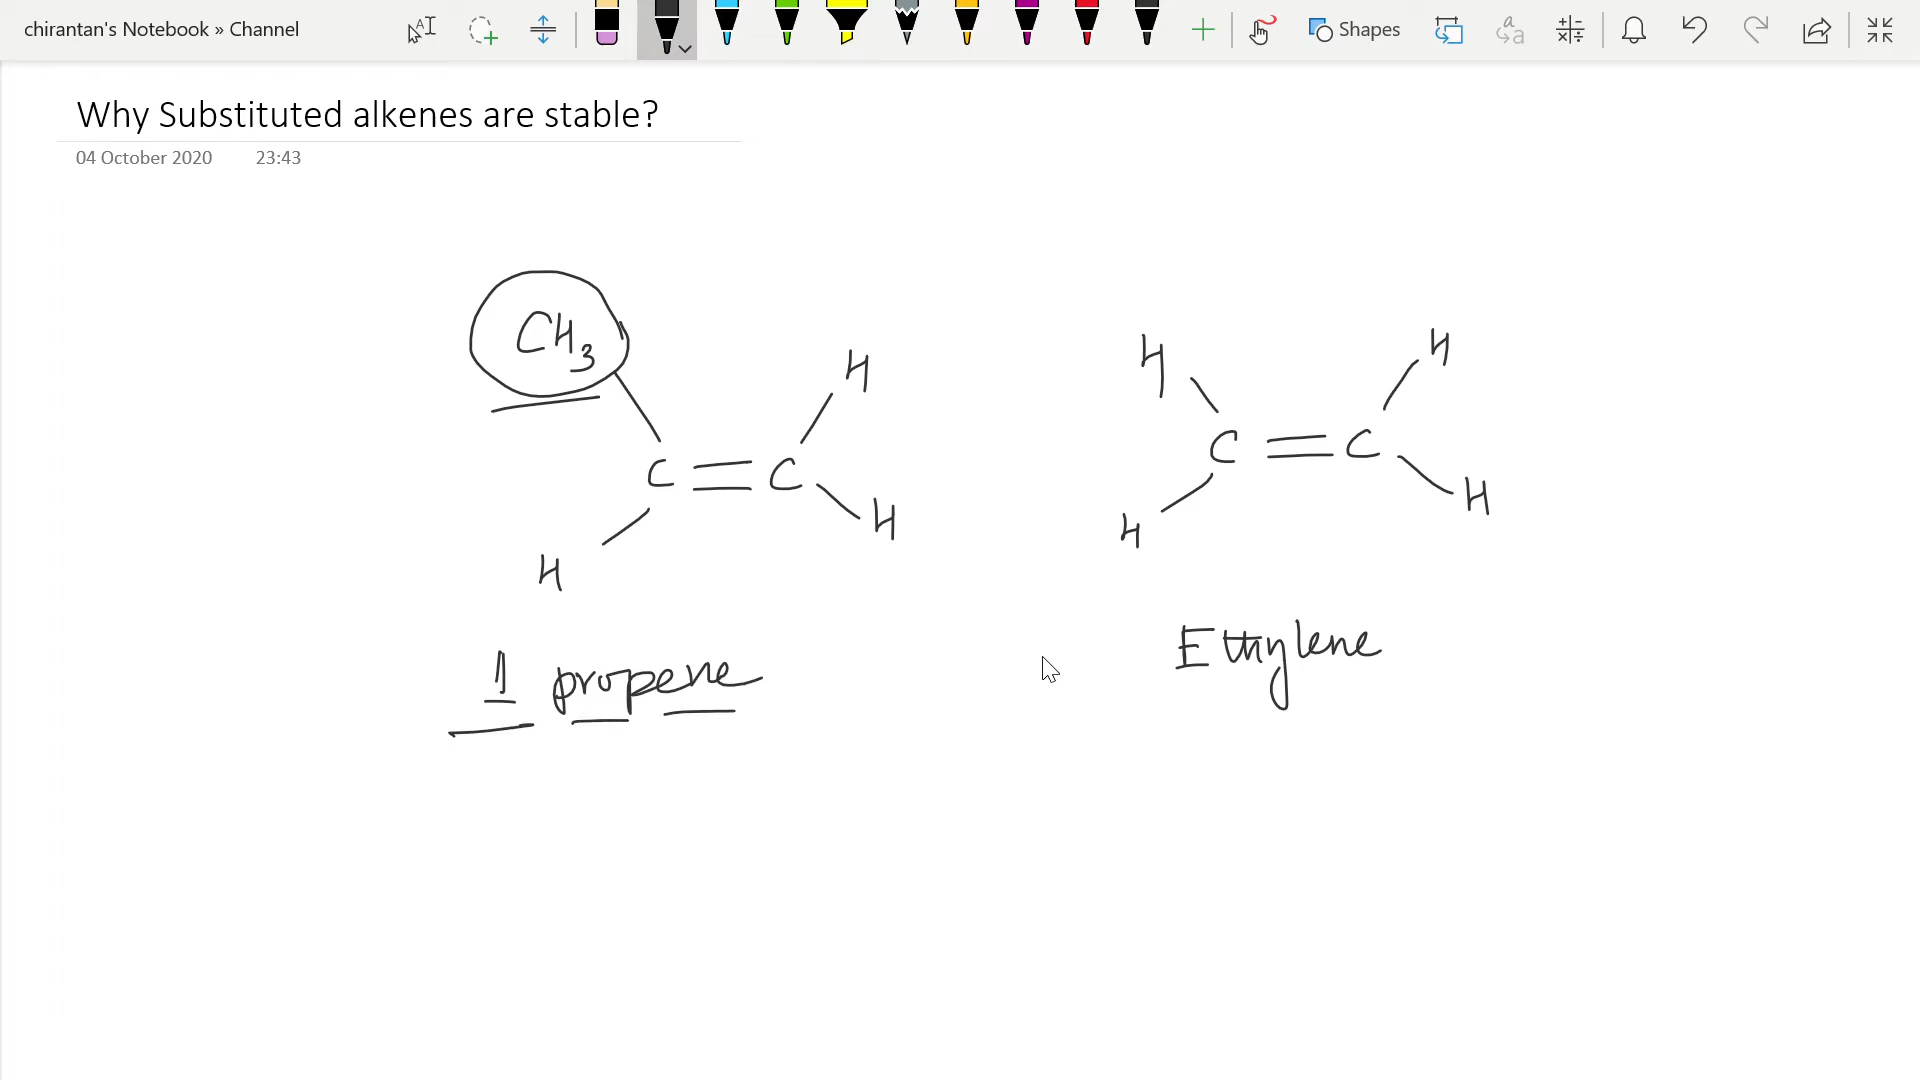 chirantan's Notebook » Channel
Shapes
Why Substituted alkenes are stable?
04 October 2020 23:43
CH3
H
H
H
C = C
C = C
H
H
H
H
1 propene
Ethylene